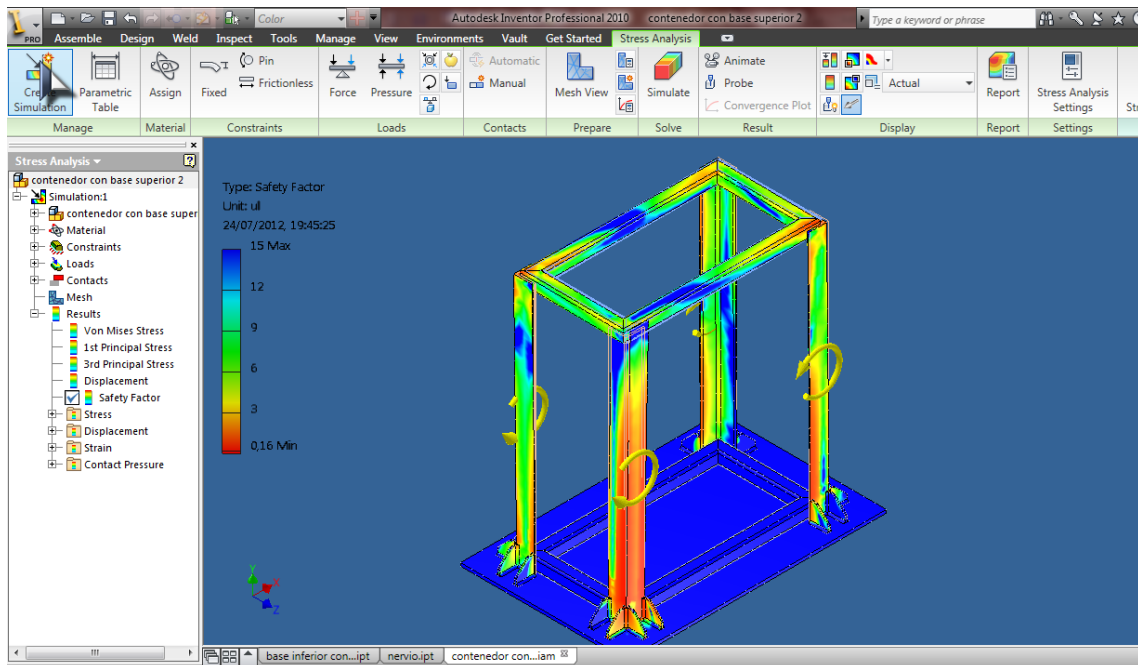 Color
Autodesk Inventor Professional 2010 contenedor con base superior 2
Type a keyword or phrase
PRO Assemble Design Weld Inspect Tools Manage View Environments Vault Get Started Stress Analysis
Create Simulation
Parametric Table
Assign
Fixed
Pin
Frictionless
Force
Pressure
Automatic
Manual
Mesh View
Simulate
Animate
Probe
Convergence Plot
Actual
Report
Stress Analysis Settings
Manage Material Constraints Loads Contacts Prepare Solve Result Display Report Settings
Stress Analysis
contenedor con base superior 2
Simulation:1
contenedor con base super
Material
Constraints
Loads
Contacts
Mesh
Results
Von Mises Stress
1st Principal Stress
3rd Principal Stress
Displacement
Safety Factor
Stress
Displacement
Strain
Contact Pressure
Type: Safety Factor
Unit: ul
24/07/2012, 19:45:25
15 Max
12
9
6
3
0,16 Min
Y
X
Z
base inferior con...ipt nervio.ipt contenedor con...iam